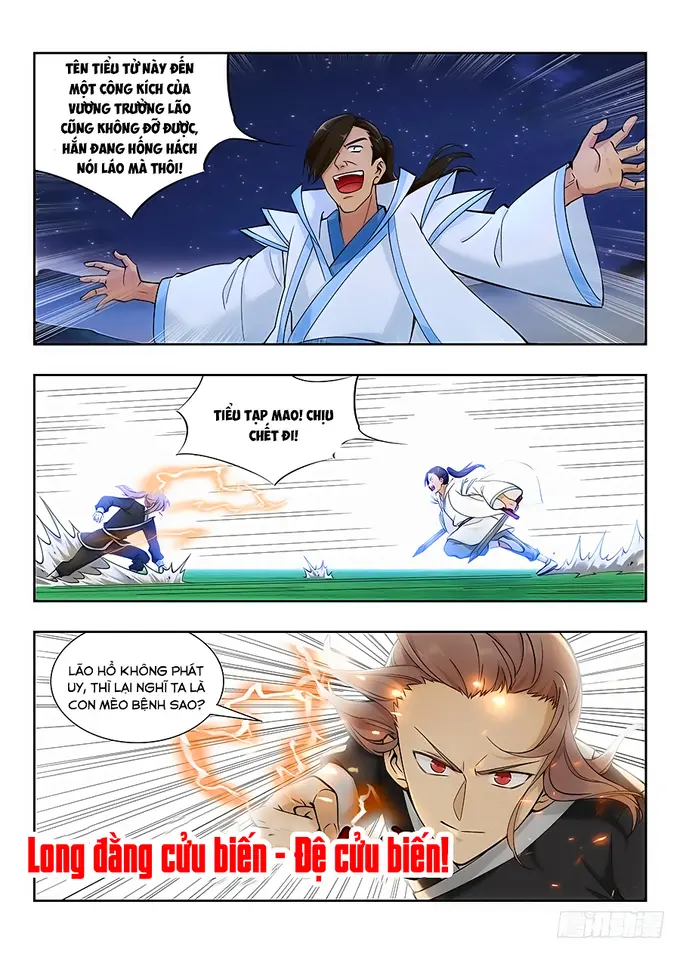 TÊN TIỂU TỬ NÀY ĐẾN
MỘT CÔNG KÍCH CỦA
VƯƠNG TRƯỞNG LÃO
CŨNG KHÔNG ĐỠ ĐƯỢC,
HẮN ĐANG HỐNG HÁCH
NÓI LÁO MÀ THÔI!
TIỂU TẠP MAO! CHỊU
CHẾT ĐI!
LÃO HỔ KHÔNG PHÁT
UY, THÌ LẠI NGHĨ TA LÀ
CON MÈO BỆNH SAO?
Long đằng cửu biến - Đệ cửu biến!